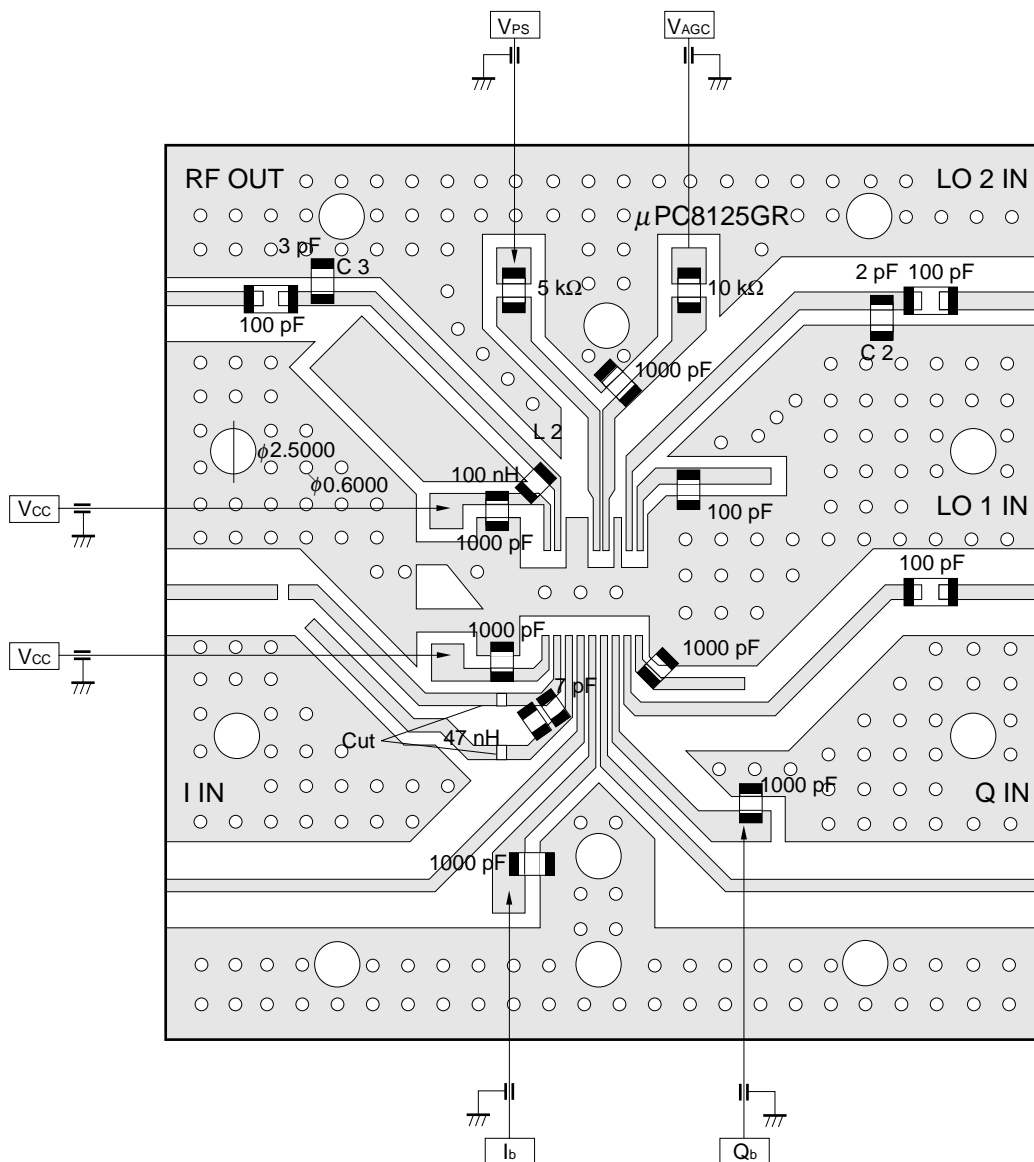 VPS VAGC
RF OUT LO 2 IN
μPC8125GR
3 pF
C 3
5 kΩ 10 kΩ
2 pF 100 pF
100 pF
C 2
1000 pF
L 2
φ2.5000
100 nH
φ0.6000
VCC
100 pF
LO 1 IN
1000 pF
100 pF
1000 pF
1000 pF
VCC
7 pF
Cut 47 nH
I IN
1000 pF
Q IN
1000 pF
Ib Qb